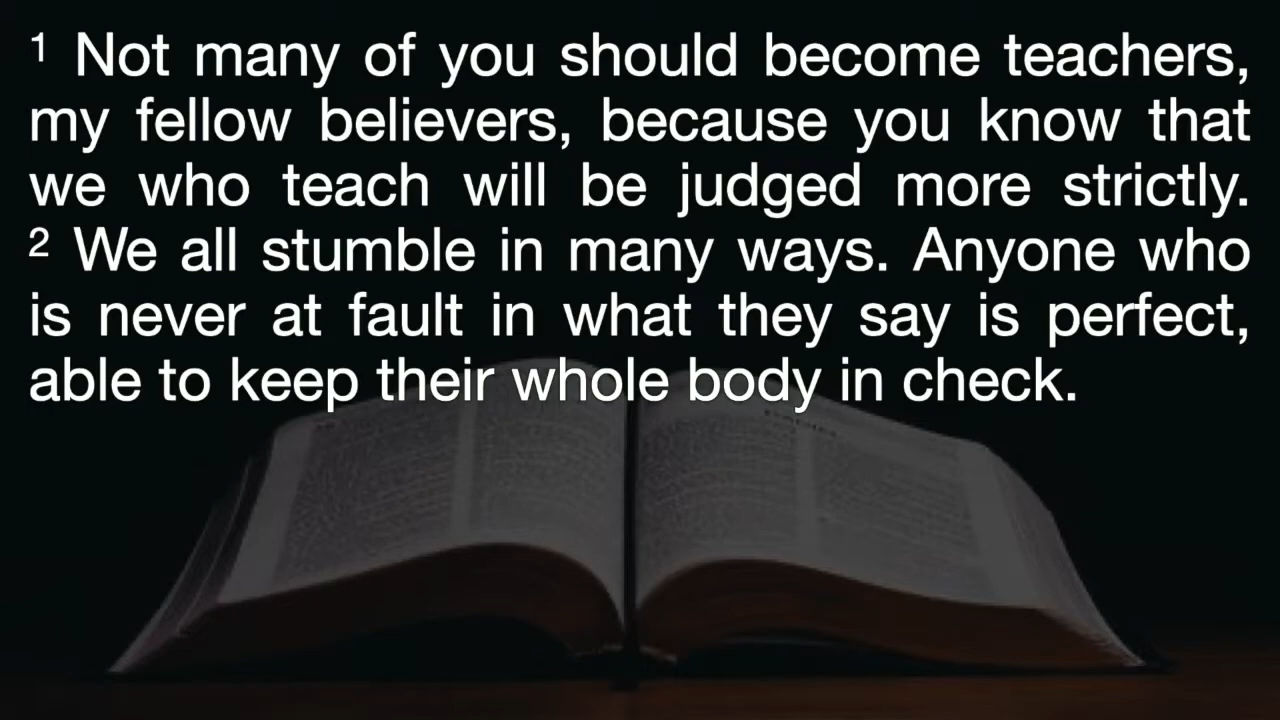 ¹ Not many of you should become teachers,
my fellow believers, because you know that
we who teach will be judged more strictly.
² We all stumble in many ways. Anyone who
is never at fault in what they say is perfect,
able to keep their whole body in check.